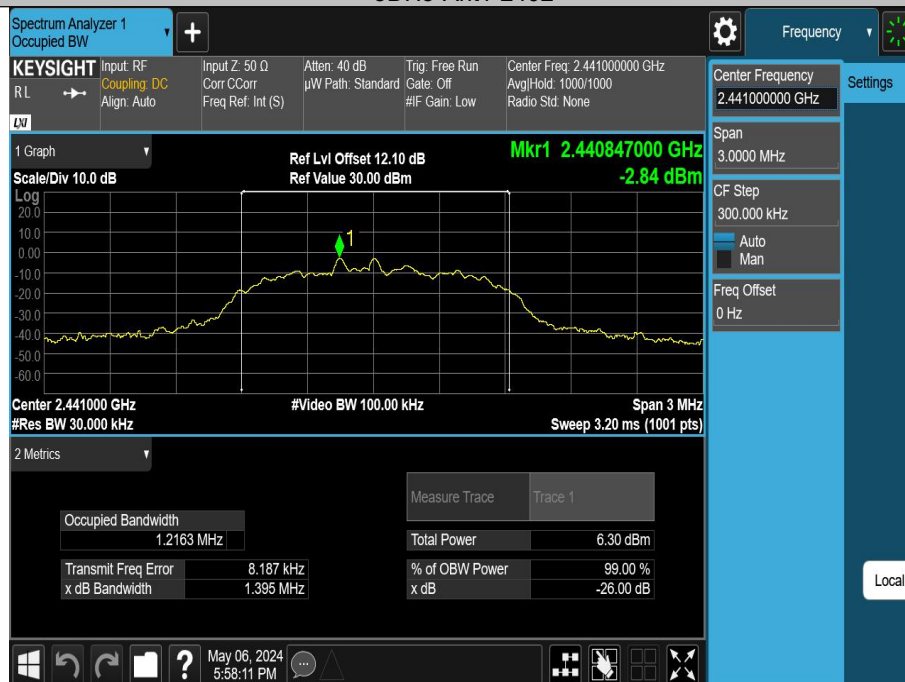 Spectrum Analyzer 1
Occupied BW
Frequency
KEYSIGHT
RL
LXI
Input: RF
Coupling: DC
Align: Auto
Input Z: 50 Ω
Corr CCorr
Freq Ref: Int (S)
Atten: 40 dB
µW Path: Standard
Trig: Free Run
Gate: Off
#IF Gain: Low
Center Freq: 2.441000000 GHz
Avg|Hold: 1000/1000
Radio Std: None
Center Frequency
2.441000000 GHz
Settings
Span
3.0000 MHz
CF Step
300.000 kHz
Auto
Man
Freq Offset
0 Hz
Local
1 Graph
Scale/Div 10.0 dB
Ref Lvl Offset 12.10 dB
Ref Value 30.00 dBm
Mkr1 2.440847000 GHz
-2.84 dBm
Log
20.0
10.0
0.00
-10.0
-20.0
-30.0
-40.0
-50.0
-60.0
1
Center 2.441000 GHz
#Video BW 100.00 kHz
Span 3 MHz
#Res BW 30.000 kHz
Sweep 3.20 ms (1001 pts)
2 Metrics
Measure Trace
Trace 1
Occupied Bandwidth
1.2163 MHz
Total Power
6.30 dBm
Transmit Freq Error
8.187 kHz
% of OBW Power
99.00 %
x dB Bandwidth
1.395 MHz
x dB
-26.00 dB
?
May 06, 2024
5:58:11 PM